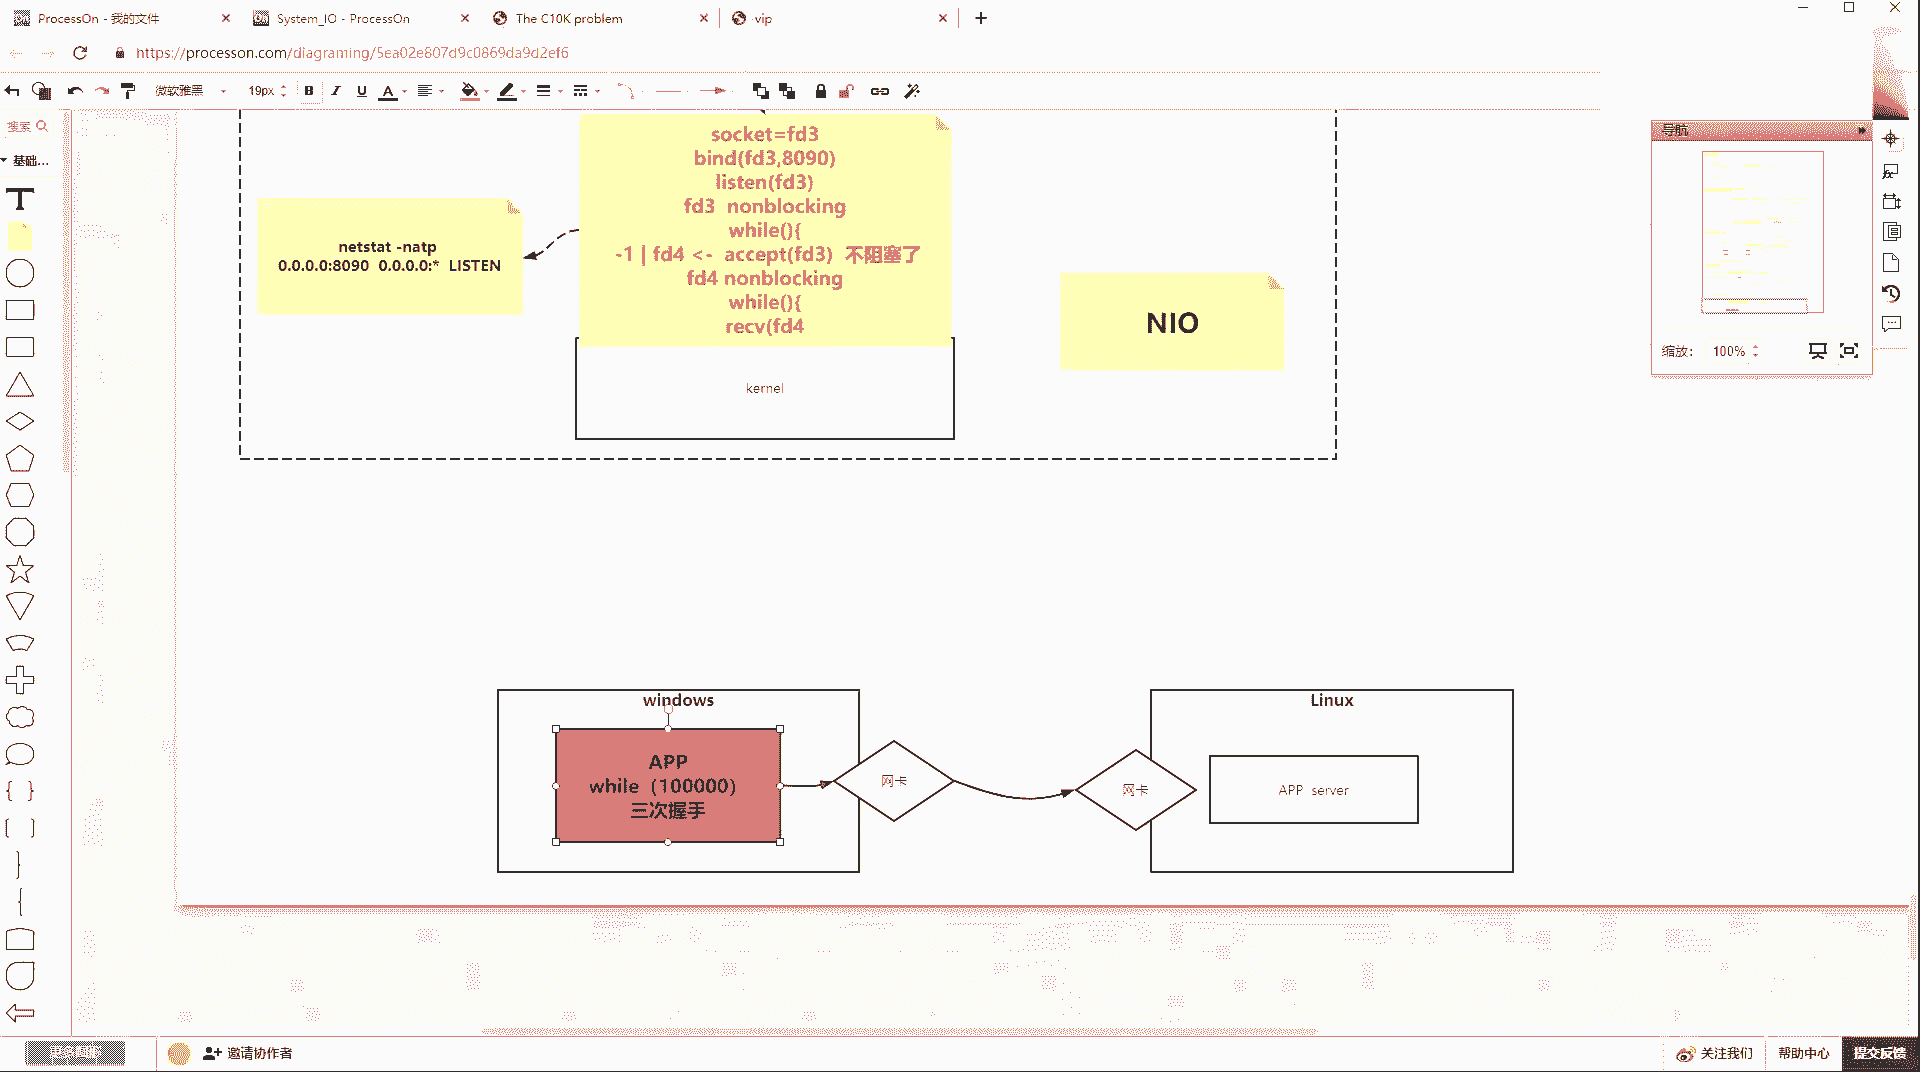 ProcessOn - 我的文件
System_IO - ProcessOn
The C10K problem
vip
https://processon.com/diagraming/5ea02e807d9c0869da9d2ef6
微软雅黑
19px
B
I
U
A
搜索
基础...
T
socket=fd3
bind(fd3,8090)
listen(fd3)
fd3 nonblocking
while(){
-1 | fd4 <- accept(fd3) 不阻塞了
fd4 nonblocking
while(){
recv(fd4
netstat -natp
0.0.0.0:8090 0.0.0.0:* LISTEN
NIO
kernel
导航
缩放:
100%
windows
APP
while（100000）
三次握手
网卡
网卡
Linux
APP server
更多图形
邀请协作者
关注我们
帮助中心
提交反馈